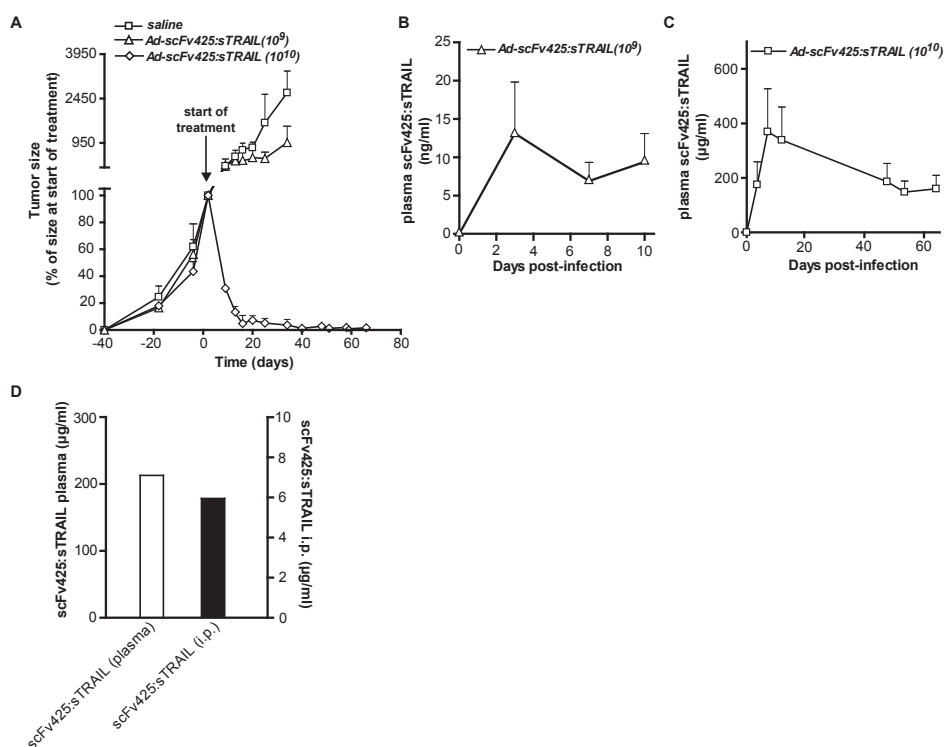 A
saline
Ad-scFv425:sTRAIL(10⁹)
Ad-scFv425:sTRAIL (10¹⁰)
Tumor size
(% of size at start of treatment)
3950
2450
950
100
80
60
40
20
0
start of
treatment
-40
-20
0
20
40
60
80
Time (days)
B
Ad-scFv425:sTRAIL(10⁹)
plasma scFv425:sTRAIL
(ng/ml)
25
20
15
10
5
0
0
2
4
6
8
10
Days post-infection
C
Ad-scFv425:sTRAIL (10¹⁰)
plasma scFv425:sTRAIL
(µg/ml)
600
400
200
0
0
20
40
60
Days post-infection
D
scFv425:sTRAIL plasma (µg/ml)
300
200
100
0
10
8
6
4
2
0
scFv425:sTRAIL i.p. (µg/ml)
scFv425:sTRAIL (plasma)
scFv425:sTRAIL (i.p.)